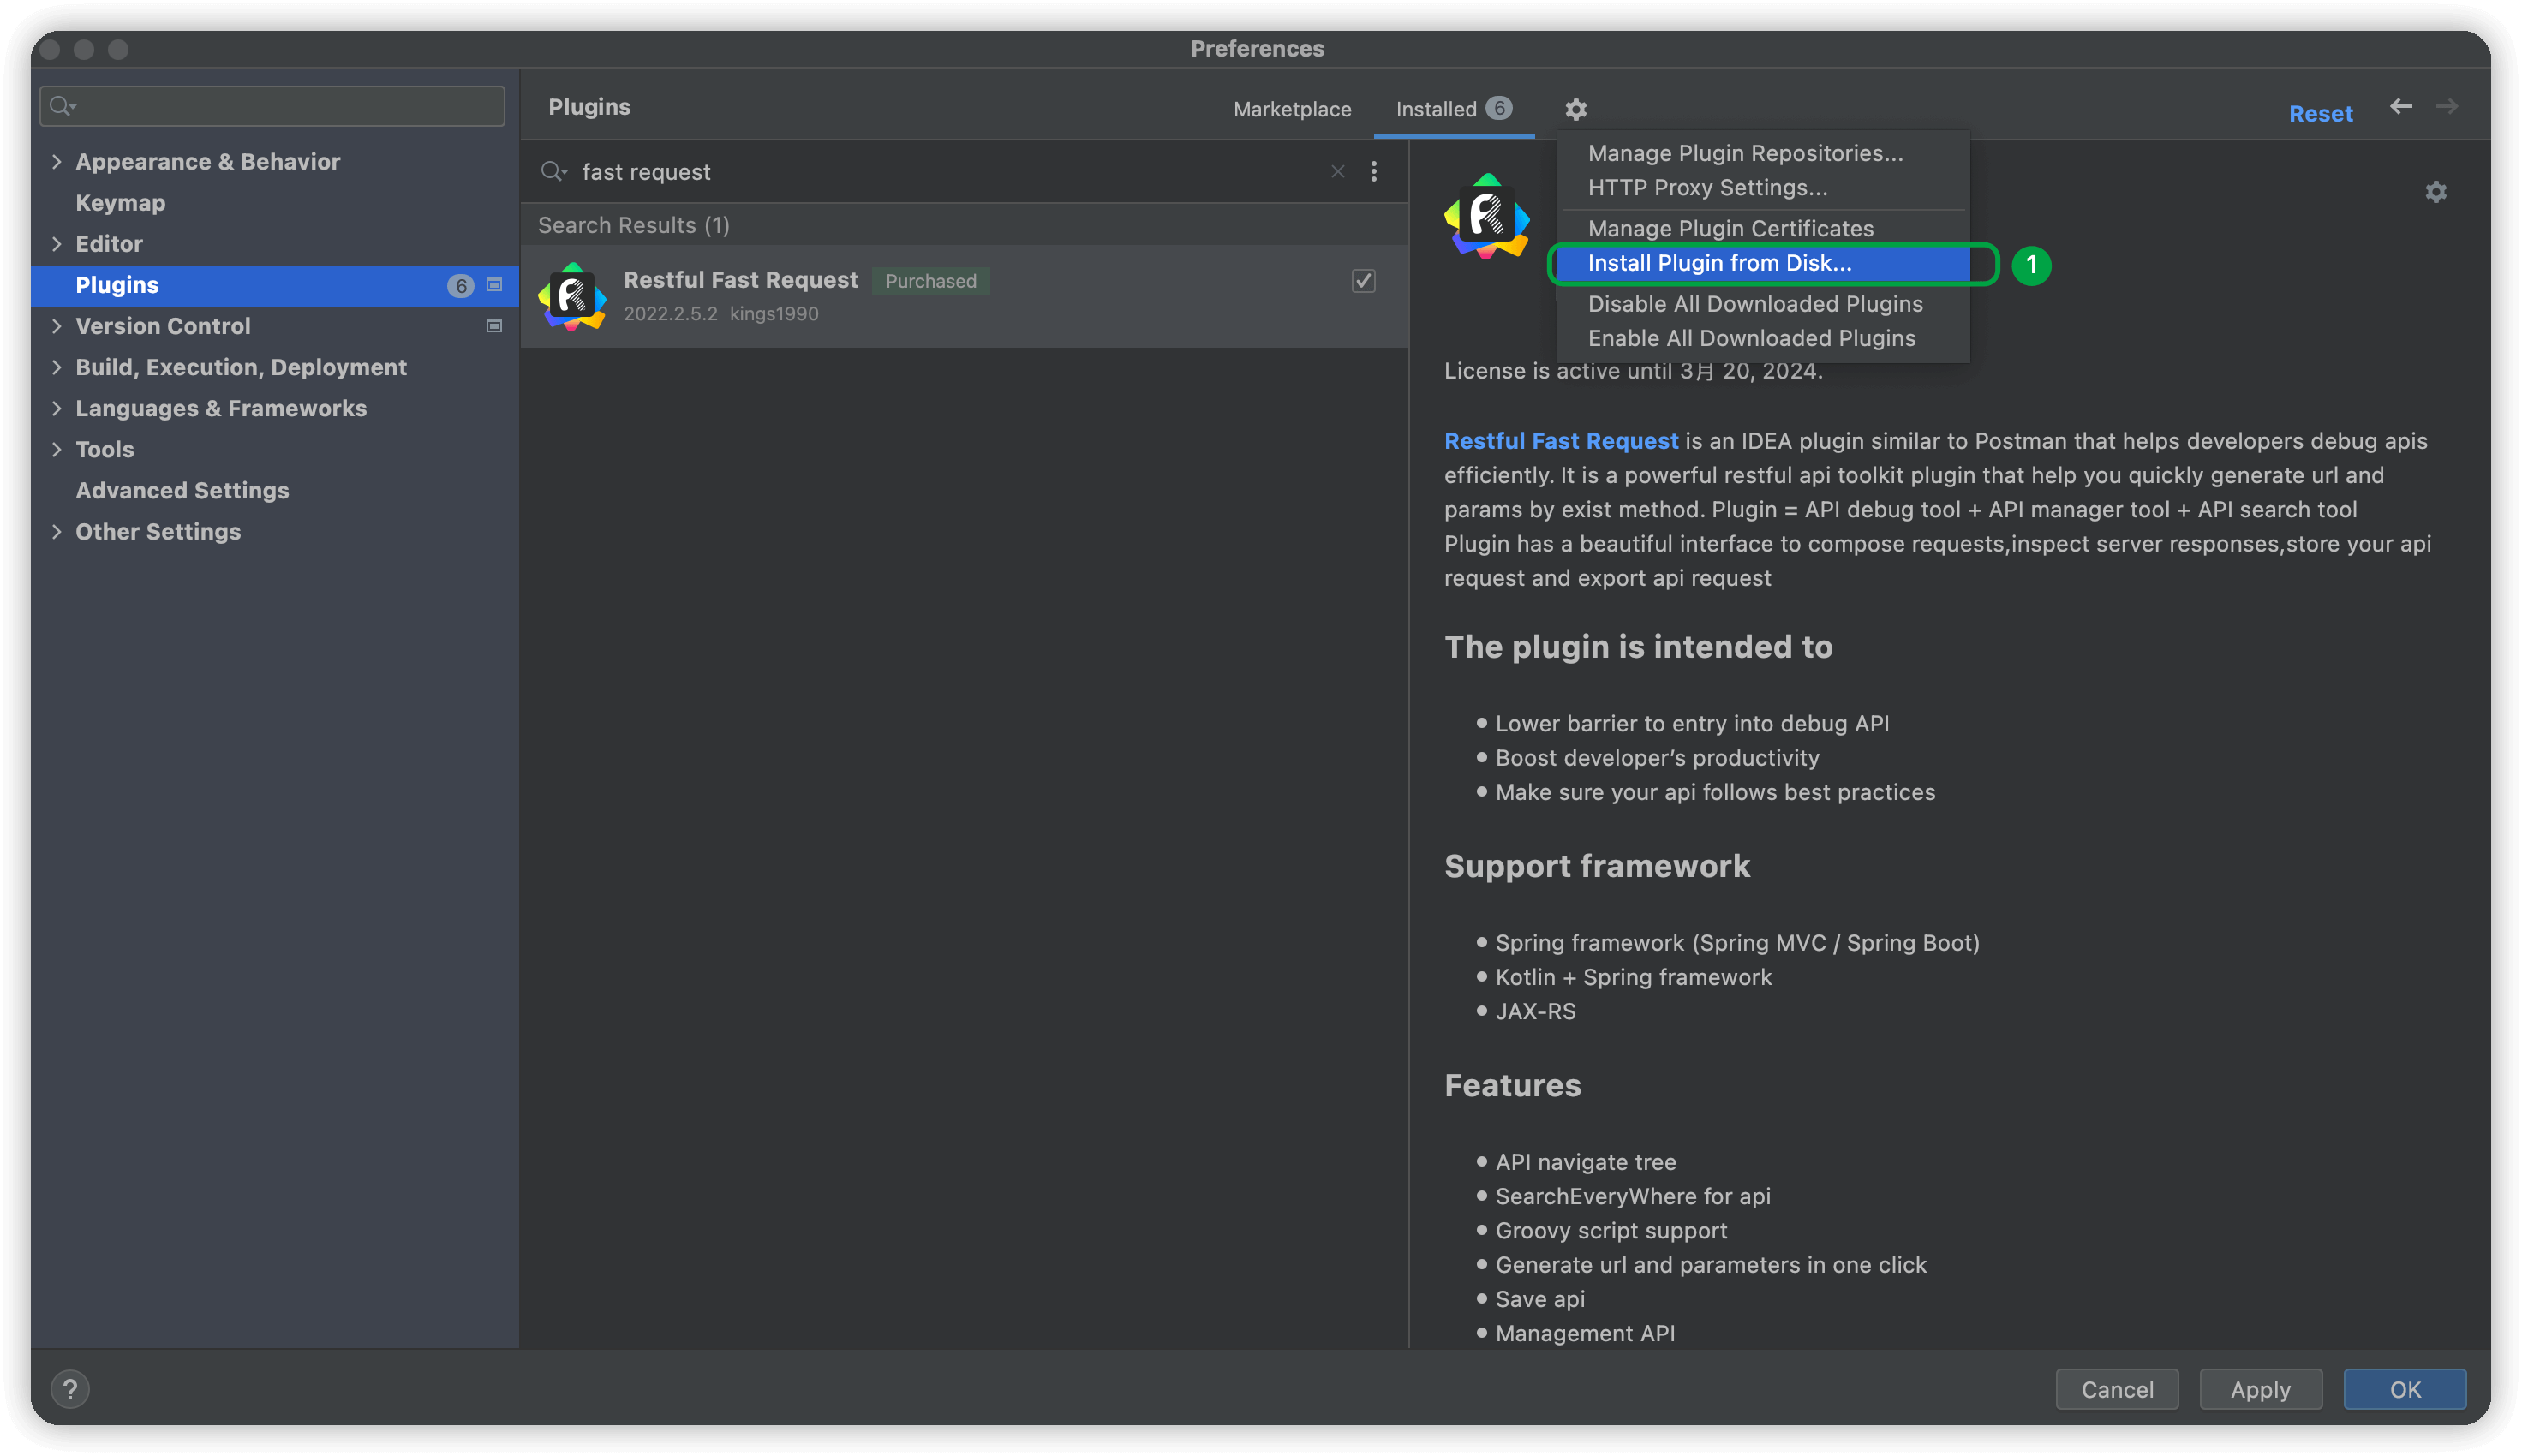 Preferences
Plugins
Marketplace
Installed 6
Reset
Appearance & Behavior
Keymap
Editor
Plugins 6
Version Control
Build, Execution, Deployment
Languages & Frameworks
Tools
Advanced Settings
Other Settings
fast request
Search Results (1)
Restful Fast Request Purchased
2022.2.5.2 kings1990
Manage Plugin Repositories...
HTTP Proxy Settings...
Manage Plugin Certificates
Install Plugin from Disk...
1
Disable All Downloaded Plugins
Enable All Downloaded Plugins
License is active until 3月 20, 2024.
Restful Fast Request is an IDEA plugin similar to Postman that helps developers debug apis
efficiently. It is a powerful restful api toolkit plugin that help you quickly generate url and
params by exist method. Plugin = API debug tool + API manager tool + API search tool
Plugin has a beautiful interface to compose requests,inspect server responses,store your api
request and export api request
The plugin is intended to
• Lower barrier to entry into debug API
• Boost developer’s productivity
• Make sure your api follows best practices
Support framework
• Spring framework (Spring MVC / Spring Boot)
• Kotlin + Spring framework
• JAX-RS
Features
• API navigate tree
• SearchEveryWhere for api
• Groovy script support
• Generate url and parameters in one click
• Save api
• Management API
?
Cancel
Apply
OK